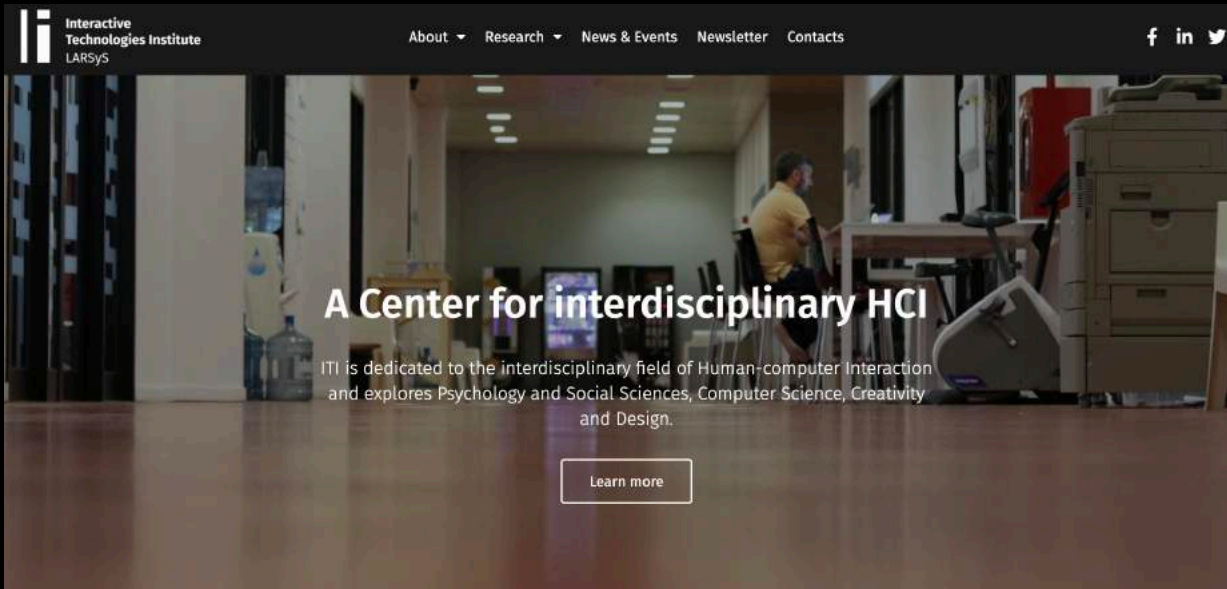 Interactive
Technologies Institute
LARSyS
About
Research
News & Events
Newsletter
Contacts
A Center for interdisciplinary HCI
ITI is dedicated to the interdisciplinary field of Human-computer Interaction
and explores Psychology and Social Sciences, Computer Science, Creativity
and Design.
Learn more